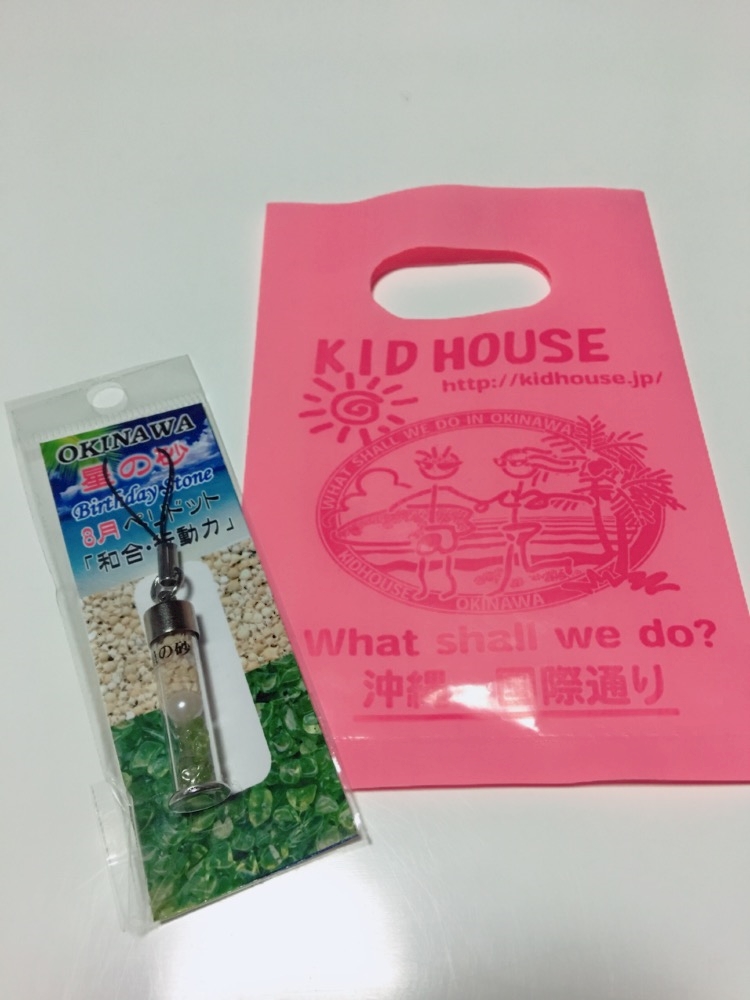 OKINAWA
星の砂
Birthday Stone
8月 ペリドット
「和合・行動力」
の砂
KID HOUSE
http://kidhouse.jp/
WHAT SHALL WE DO IN OKINAWA
KIDHOUSE
OKINAWA
What shall we do?
沖縄 国際通り